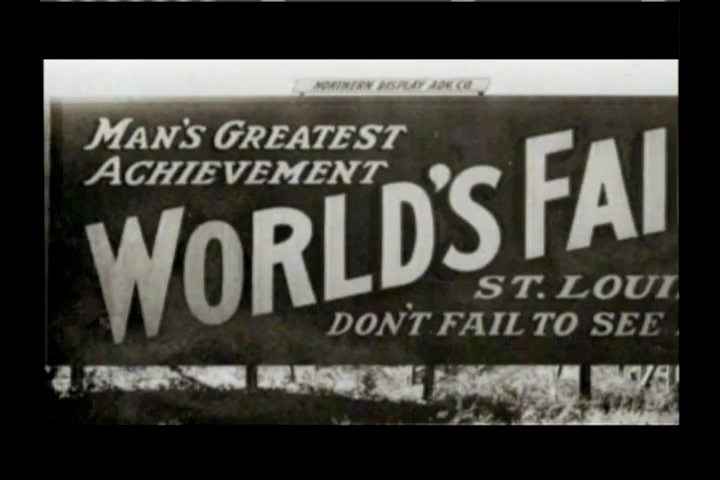 NORTHERN DISPLAY ADV. CO.
MAN'S GREATEST
ACHIEVEMENT
WORLD'S FAI
ST. LOUI
DON'T FAIL TO SEE